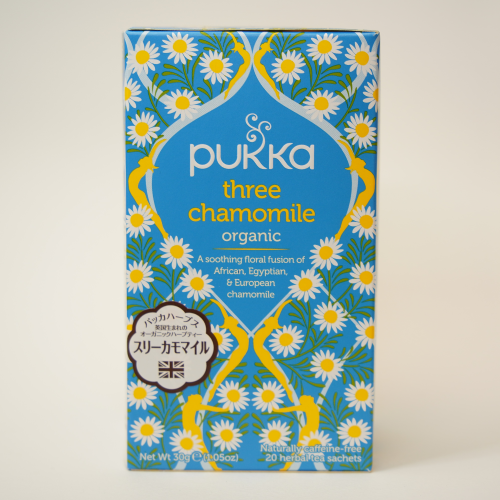 pukka
three
chamomile
organic
A soothing floral fusion of
African, Egyptian,
& European
chamomile
パッカハーブス
英国生まれの
オーガニックハーブティー
スリーカモマイル
Net Wt 30g ℮ (1.05oz)
Naturally caffeine-free
20 herbal tea sachets